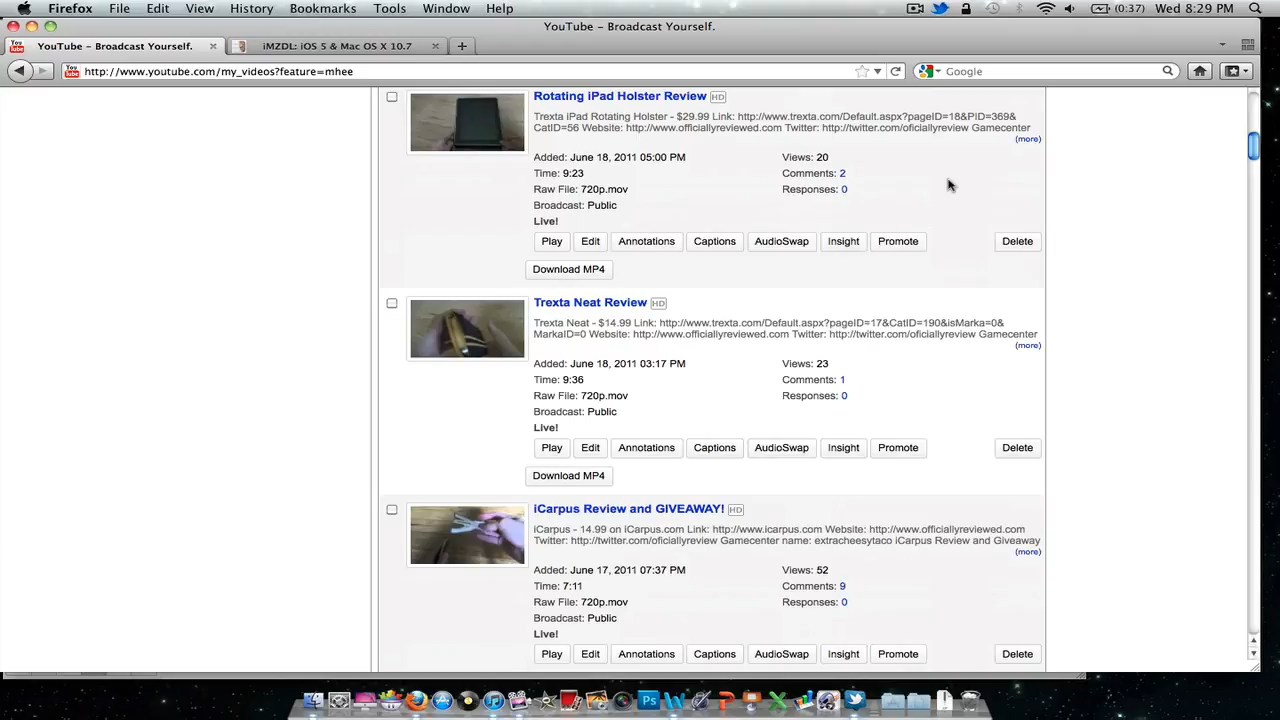 Firefox File Edit View History Bookmarks Tools Window Help (0:37) Wed 8:29 PM
YouTube - Broadcast Yourself.
YouTube - Broadcast Yourself. iMZDL: iOS 5 & Mac OS X 10.7
http://www.youtube.com/my_videos?feature=mhee Google
Rotating iPad Holster Review HD
Trexta iPad Rotating Holster - $29.99 Link: http://www.trexta.com/Default.aspx?pageID=18&PiD=369&
CatID=56 Website: http://www.officiallyreviewed.com Twitter: http://twitter.com/oficiallyreview Gamecenter
(more)
Added: June 18, 2011 05:00 PM Views: 20
Time: 9:23 Comments: 2
Raw File: 720p.mov Responses: 0
Broadcast: Public
Live!
Play Edit Annotations Captions AudioSwap Insight Promote Delete
Download MP4
Trexta Neat Review HD
Trexta Neat - $14.99 Link: http://www.trexta.com/Default.aspx?pageID=17&CatID=190&isMarka=0&
MarkaID=0 Website: http://www.officiallyreviewed.com Twitter: http://twitter.com/oficiallyreview Gamecenter
(more)
Added: June 18, 2011 03:17 PM Views: 23
Time: 9:36 Comments: 1
Raw File: 720p.mov Responses: 0
Broadcast: Public
Live!
Play Edit Annotations Captions AudioSwap Insight Promote Delete
Download MP4
iCarpus Review and GIVEAWAY! HD
iCarpus - 14.99 on iCarpus.com Link: http://www.icarpus.com Website: http://www.officiallyreviewed.com
Twitter: http://twitter.com/oficiallyreview Gamecenter name: extracheesytaco iCarpus Review and Giveaway
(more)
Added: June 17, 2011 07:37 PM Views: 52
Time: 7:11 Comments: 9
Raw File: 720p.mov Responses: 0
Broadcast: Public
Live!
Play Edit Annotations Captions AudioSwap Insight Promote Delete